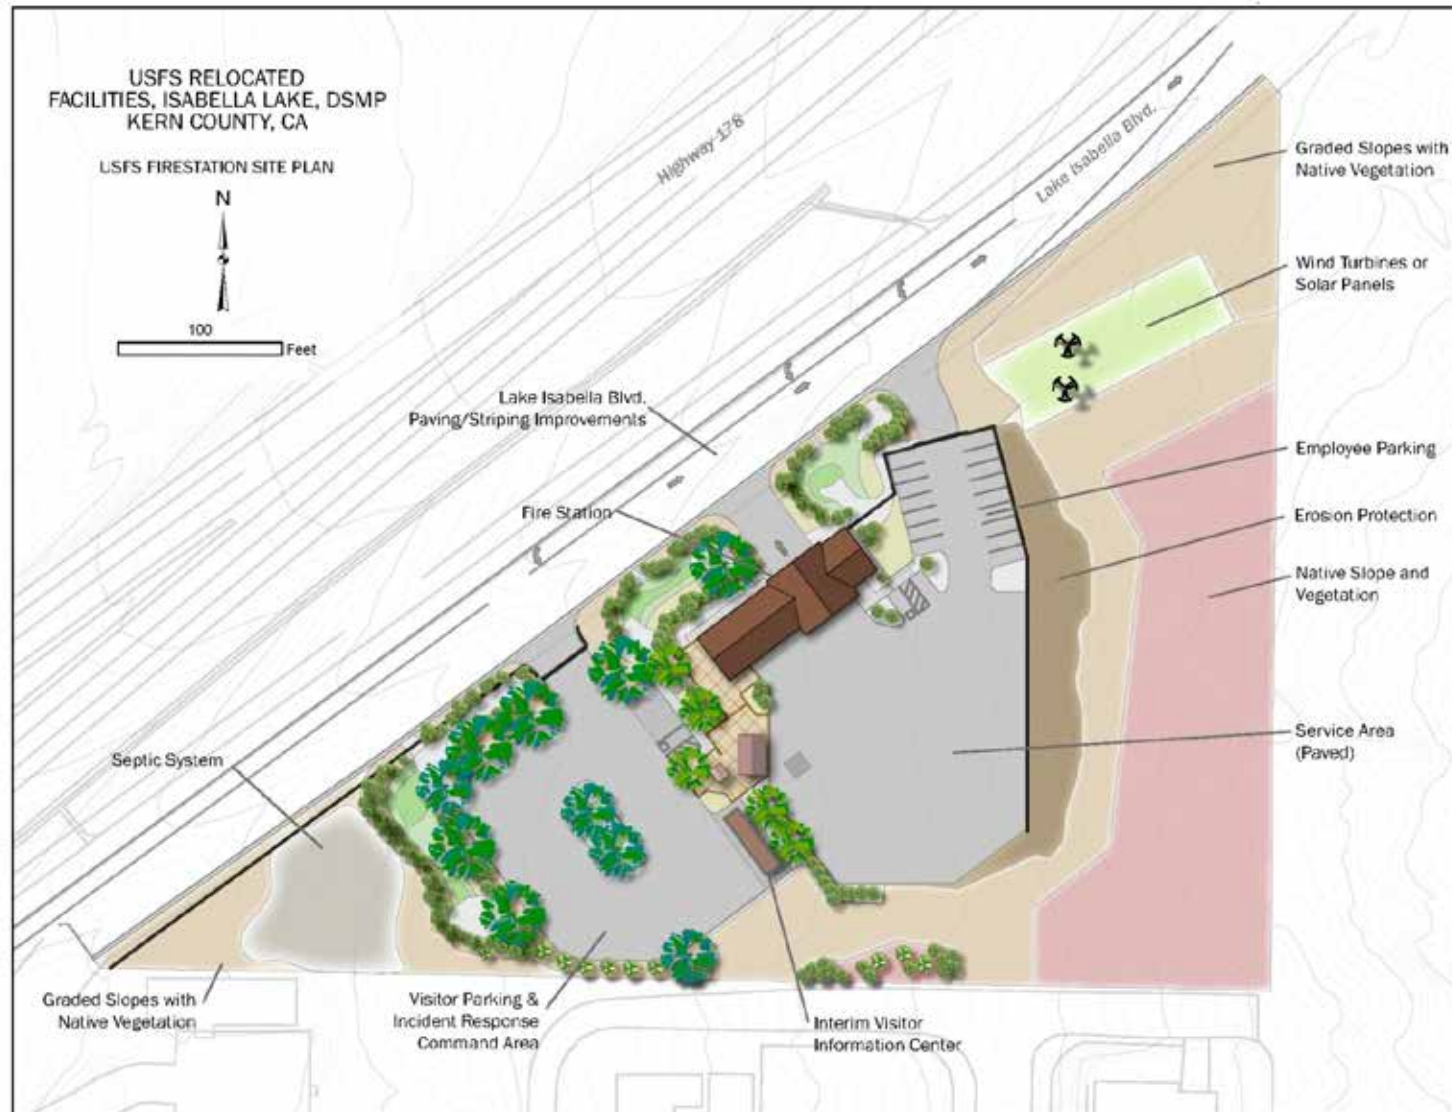 USFS RELOCATED
FACILITIES, ISABELLA LAKE, DSMP
KERN COUNTY, CA
USFS FIRESTATION SITE PLAN
N
100
Feet
Highway 178
Lake Isabella Blvd.
Graded Slopes with
Native Vegetation
Wind Turbines or
Solar Panels
Lake Isabella Blvd.
Paving/Striping Improvements
Employee Parking
Fire Station
Erosion Protection
Native Slope and
Vegetation
Septic System
Service Area
(Paved)
Graded Slopes with
Native Vegetation
Visitor Parking &
Incident Response
Command Area
Interim Visitor
Information Center